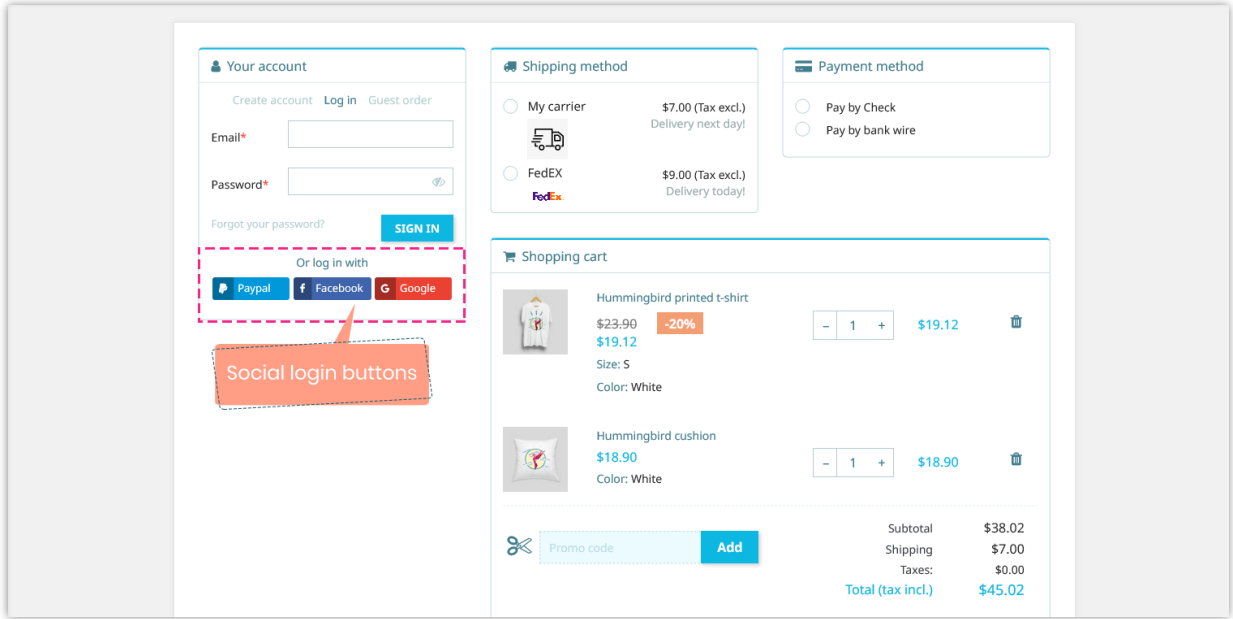 Your account
Create account Log in Guest order
Email*
Password*
Forgot your password? SIGN IN
Or log in with
Paypal Facebook Google
Social login buttons
Shipping method
My carrier $7.00 (Tax excl.)
Delivery next day!
FedEX $9.00 (Tax excl.)
FedEx Delivery today!
Payment method
Pay by Check
Pay by bank wire
Shopping cart
Hummingbird printed t-shirt
$23.90 -20%
$19.12
– 1 + $19.12
Size: S
Color: White
Hummingbird cushion
$18.90
– 1 + $18.90
Color: White
Promo code Add
Subtotal $38.02
Shipping $7.00
Taxes: $0.00
Total (tax incl.) $45.02